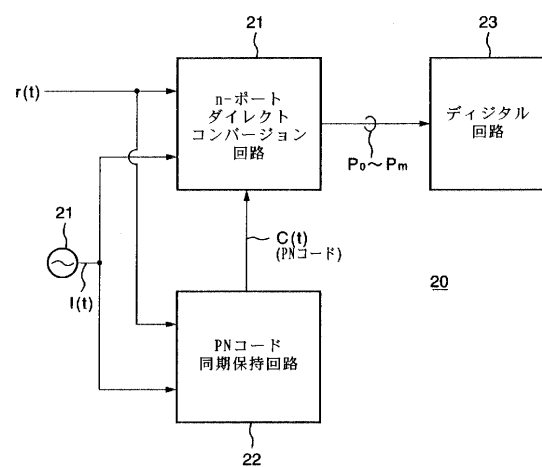 21
23
r(t)
n-ポート
ダイレクト
コンバージョン
回路
ディジタル
回路
P0〜Pm
21
l(t)
C(t)
(PNコード)
20
PNコード
同期保持回路
22